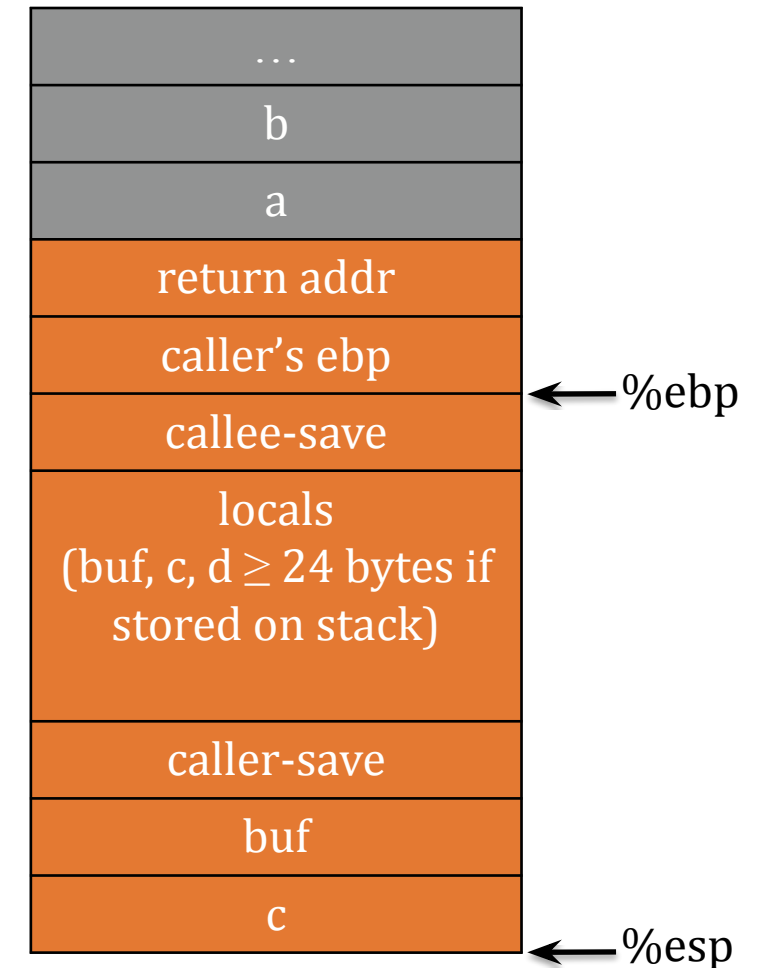 ...
b
a
return addr
caller’s ebp
%ebp
callee-save
locals
(buf, c, d ≥ 24 bytes if
stored on stack)
caller-save
buf
c
%esp